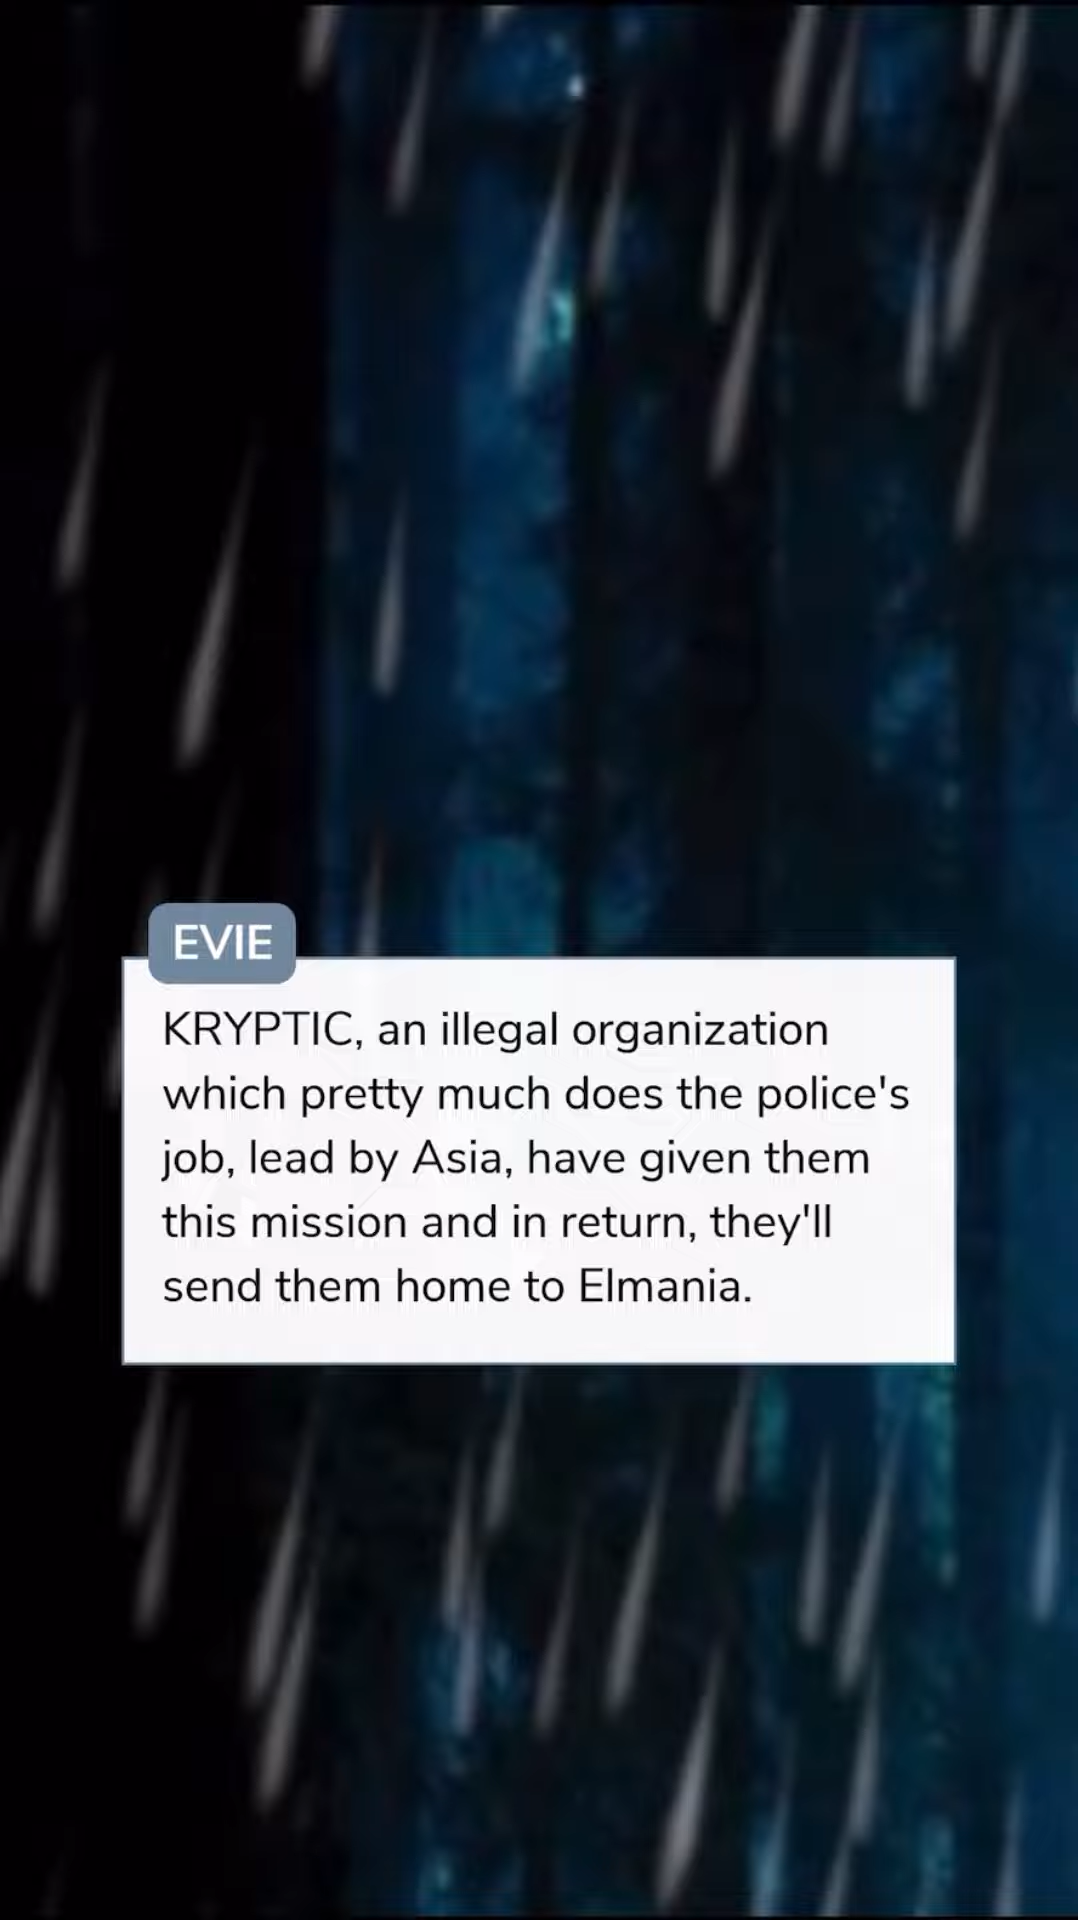 EVIE
KRYPTIC, an illegal organization
which pretty much does the police's
job, lead by Asia, have given them
this mission and in return, they'll
send them home to Elmania.